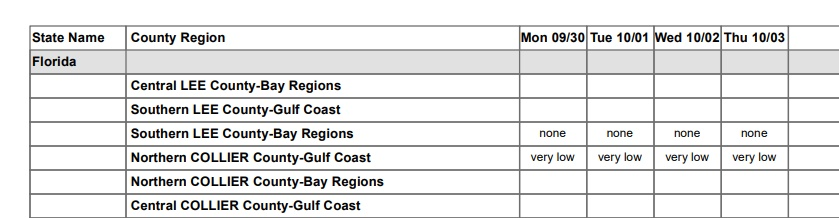 State Name County Region Mon 09/30 Tue 10/01 Wed 10/02 Thu 10/03
Florida
Central LEE County-Bay Regions
Southern LEE County-Gulf Coast
Southern LEE County-Bay Regions none none none none
Northern COLLIER County-Gulf Coast very low very low very low very low
Northern COLLIER County-Bay Regions
Central COLLIER County-Gulf Coast